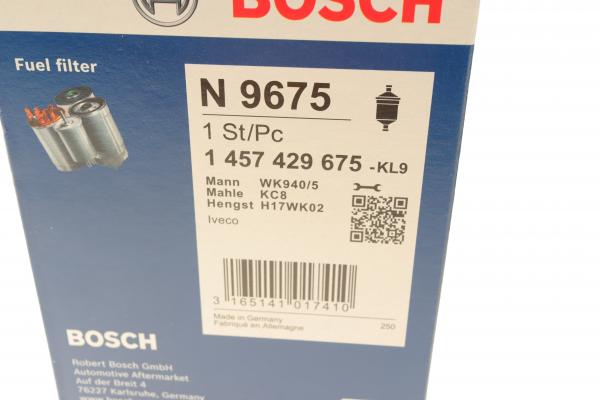 BOSCH
Fuel filter
N 9675
1 St/Pc
1 457 429 675 -KL9
Mann WK940/5
Mahle KC8
Hengst H17WK02
Iveco
3 165141 017410
Made in Germany
Fabriqué en Allemagne
250
BOSCH
Robert Bosch GmbH
Automotive Aftermarket
Auf der Breit 4
76227 Karlsruhe, Germany